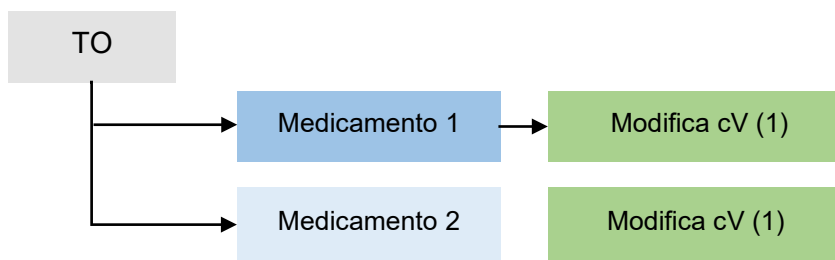 TO
Medicamento 1
Modifica cV (1)
Medicamento 2
Modifica cV (1)